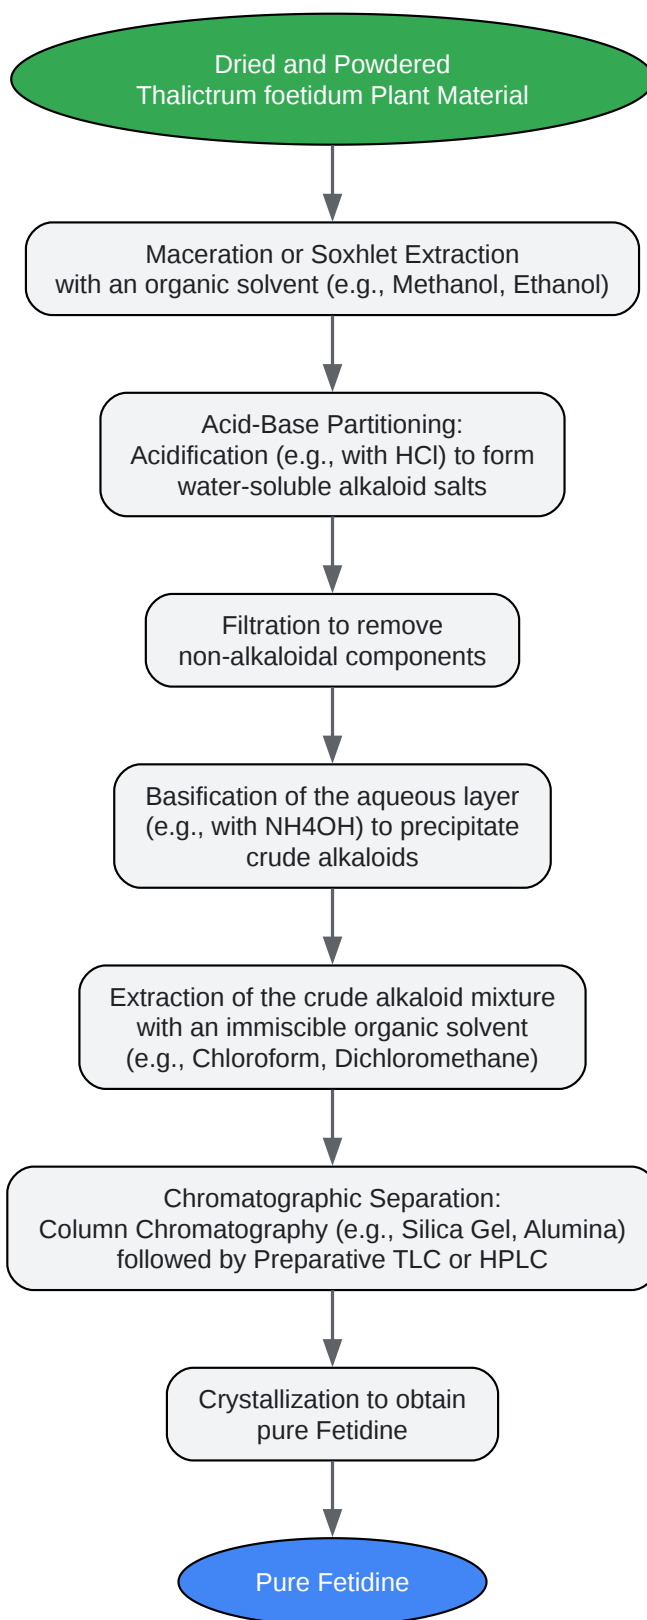 Dried and Powdered
Thalictrum foetidum Plant Material
Maceration or Soxhlet Extraction
with an organic solvent (e.g., Methanol, Ethanol)
Acid-Base Partitioning:
Acidification (e.g., with HCl) to form
water-soluble alkaloid salts
Filtration to remove
non-alkaloidal components
Basification of the aqueous layer
(e.g., with NH4OH) to precipitate
crude alkaloids
Extraction of the crude alkaloid mixture
with an immiscible organic solvent
(e.g., Chloroform, Dichloromethane)
Chromatographic Separation:
Column Chromatography (e.g., Silica Gel, Alumina)
followed by Preparative TLC or HPLC
Crystallization to obtain
pure Fetidine
Pure Fetidine